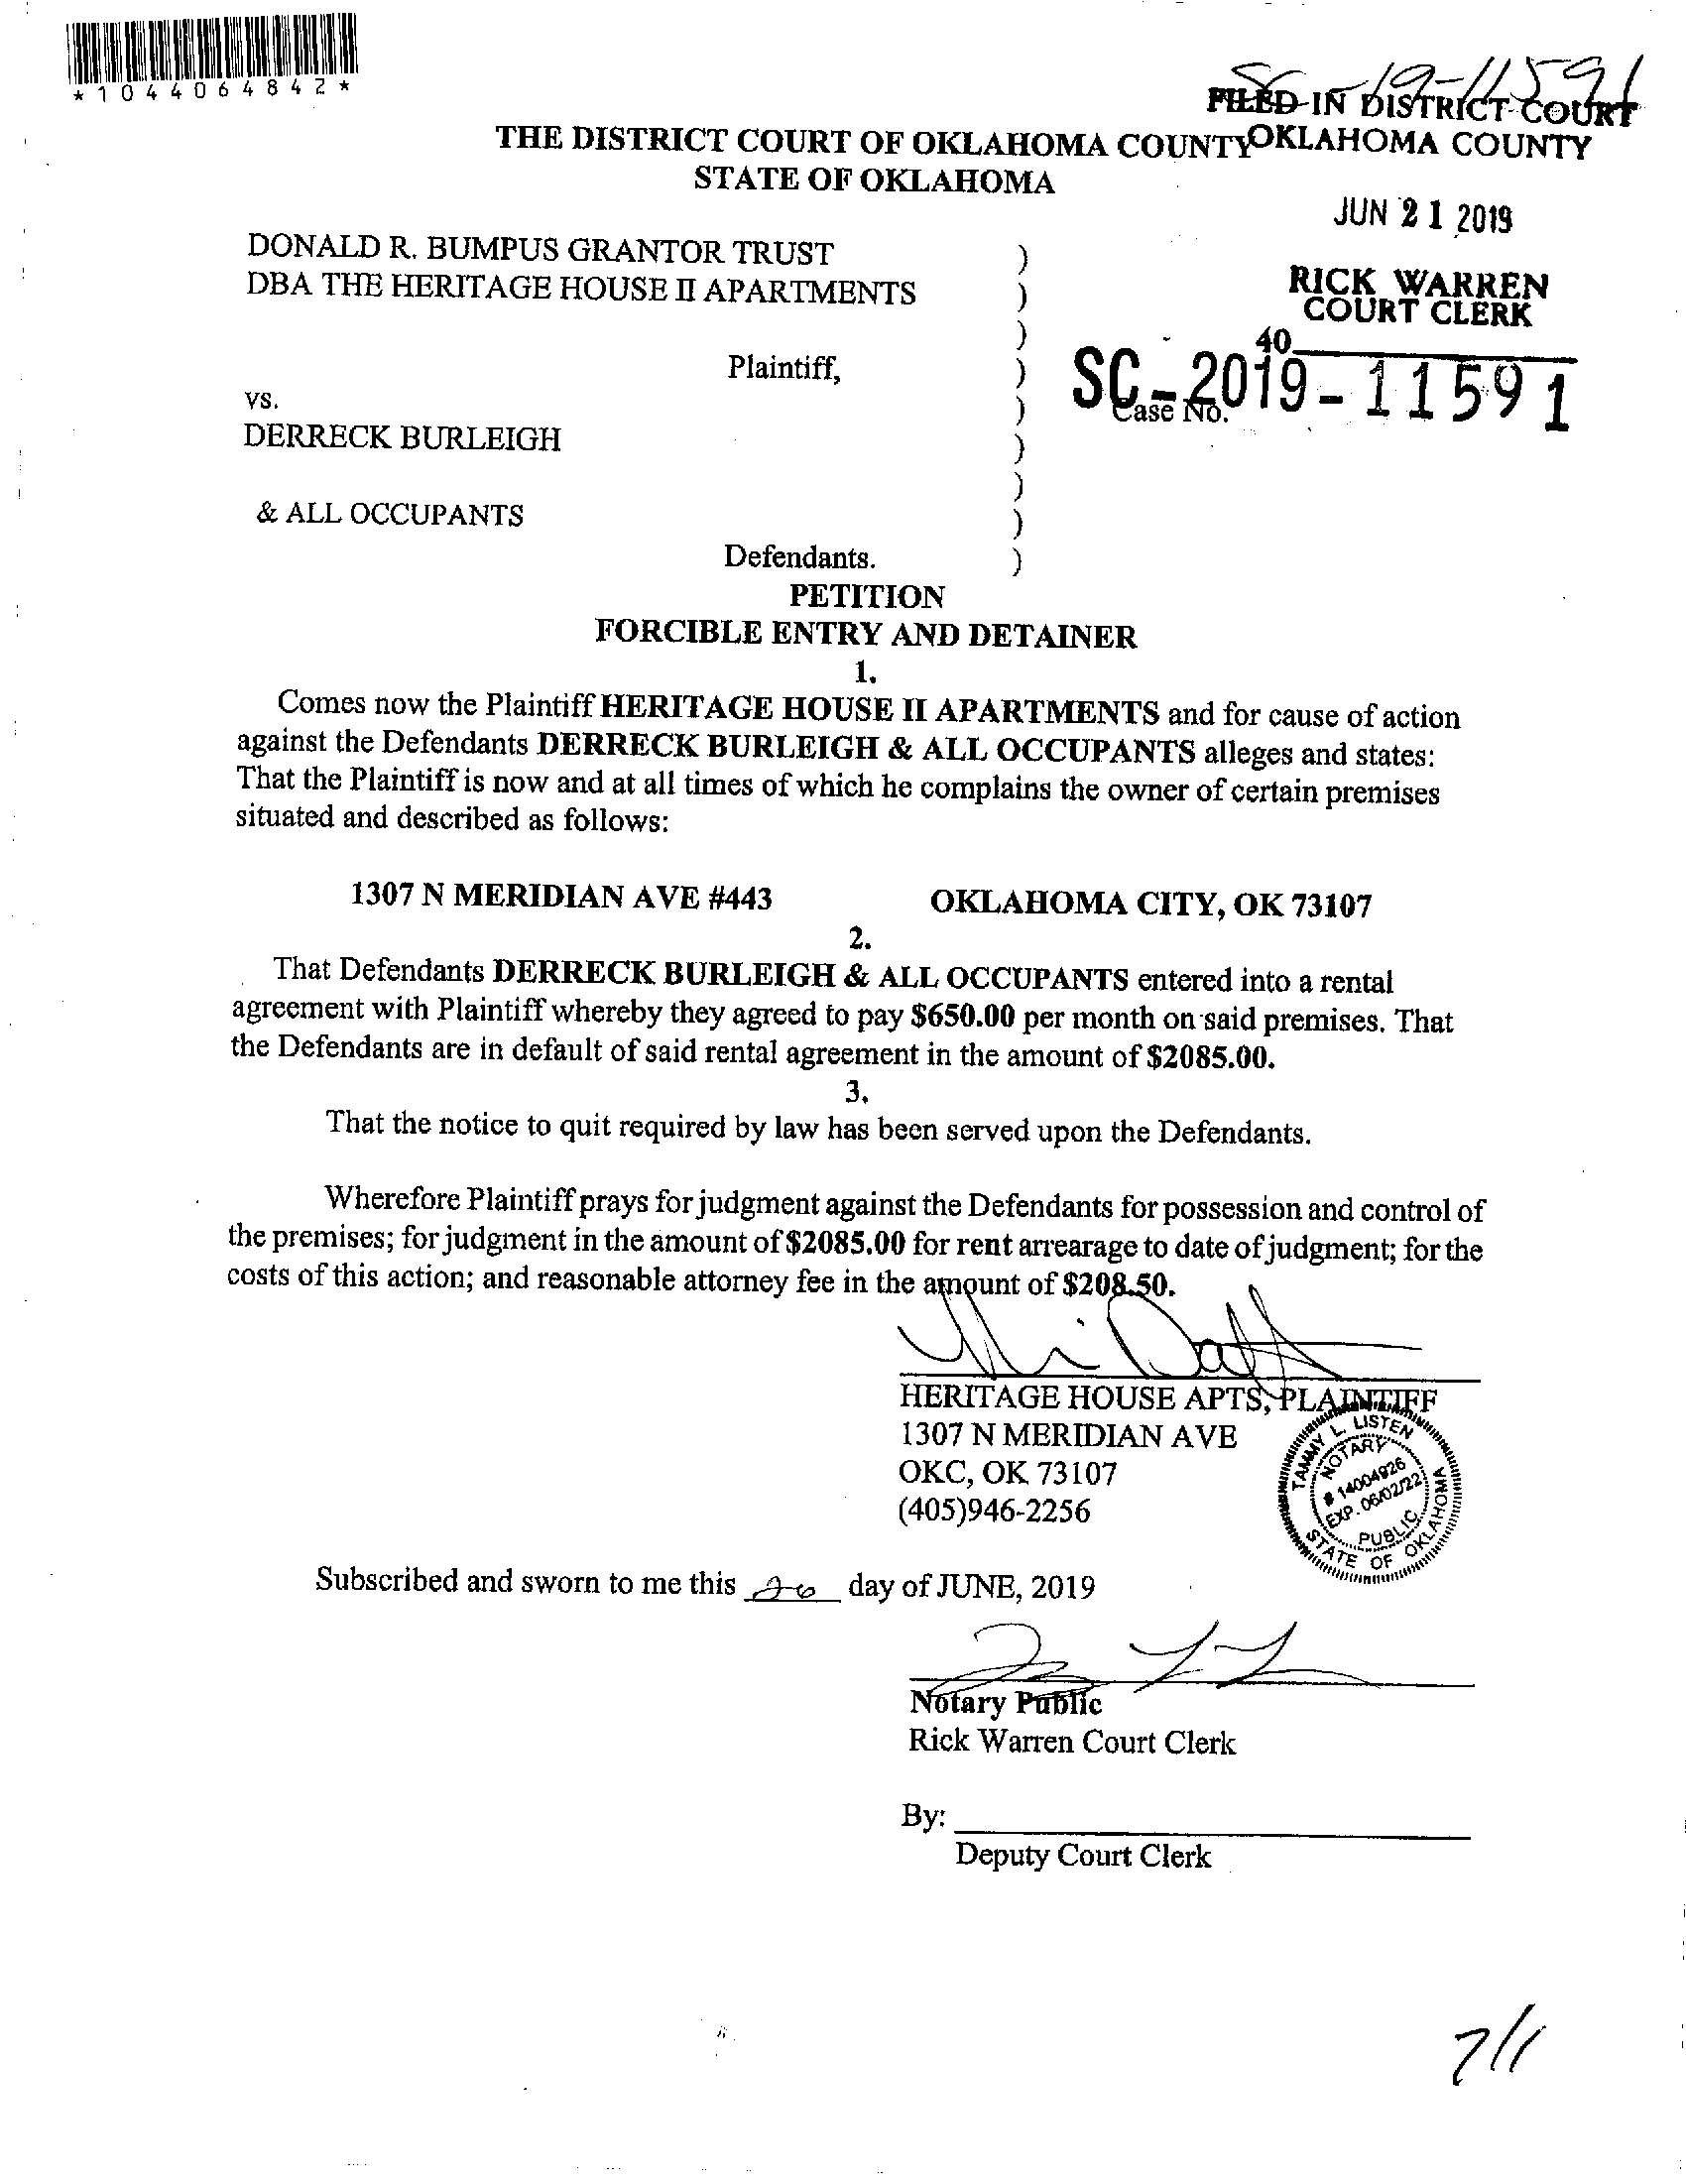 *1044064842*
SC-19-11591
FILED IN DISTRICT COURT
OKLAHOMA COUNTY
THE DISTRICT COURT OF OKLAHOMA COUNTY
STATE OF OKLAHOMA
JUN 21 2019
RICK WARREN
COURT CLERK
40
DONALD R. BUMPUS GRANTOR TRUST )
DBA THE HERITAGE HOUSE II APARTMENTS )
)
Plaintiff, )
SC-2019-11591
Case No.
vs. )
DERRECK BURLEIGH )
)
& ALL OCCUPANTS )
Defendants. )
PETITION
FORCIBLE ENTRY AND DETAINER
1.
Comes now the Plaintiff HERITAGE HOUSE II APARTMENTS and for cause of action
against the Defendants DERRECK BURLEIGH & ALL OCCUPANTS alleges and states:
That the Plaintiff is now and at all times of which he complains the owner of certain premises
situated and described as follows:
1307 N MERIDIAN AVE #443 OKLAHOMA CITY, OK 73107
2.
That Defendants DERRECK BURLEIGH & ALL OCCUPANTS entered into a rental
agreement with Plaintiff whereby they agreed to pay $650.00 per month on said premises. That
the Defendants are in default of said rental agreement in the amount of $2085.00.
3.
That the notice to quit required by law has been served upon the Defendants.
Wherefore Plaintiff prays for judgment against the Defendants for possession and control of
the premises; for judgment in the amount of $2085.00 for rent arrearage to date of judgment; for the
costs of this action; and reasonable attorney fee in the amount of $208.50.
HERITAGE HOUSE APTS, PLAINTIFF
1307 N MERIDIAN AVE
OKC, OK 73107
(405)946-2256
TAMMY L. LISTEN
NOTARY
# 14004926
EXP. 06/02/22
PUBLIC
STATE OF OKLAHOMA
Subscribed and sworn to me this 20 day of JUNE, 2019
Notary Public
Rick Warren Court Clerk
By:
Deputy Court Clerk
7/1